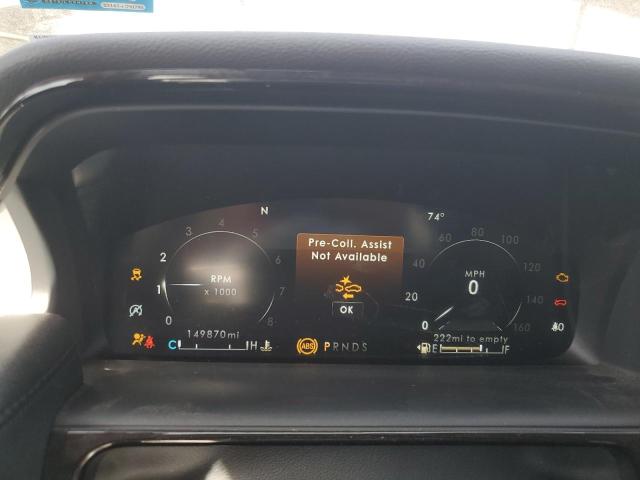 N
74°
Pre-Coll. Assist
Not Available
OK
0
1
2
3
4
5
6
7
8
RPM
x 1000
0
20
40
60
80
100
120
140
160
MPH
0
149870mi
C
H
ABS
PRNDS
222mi to empty
E
F